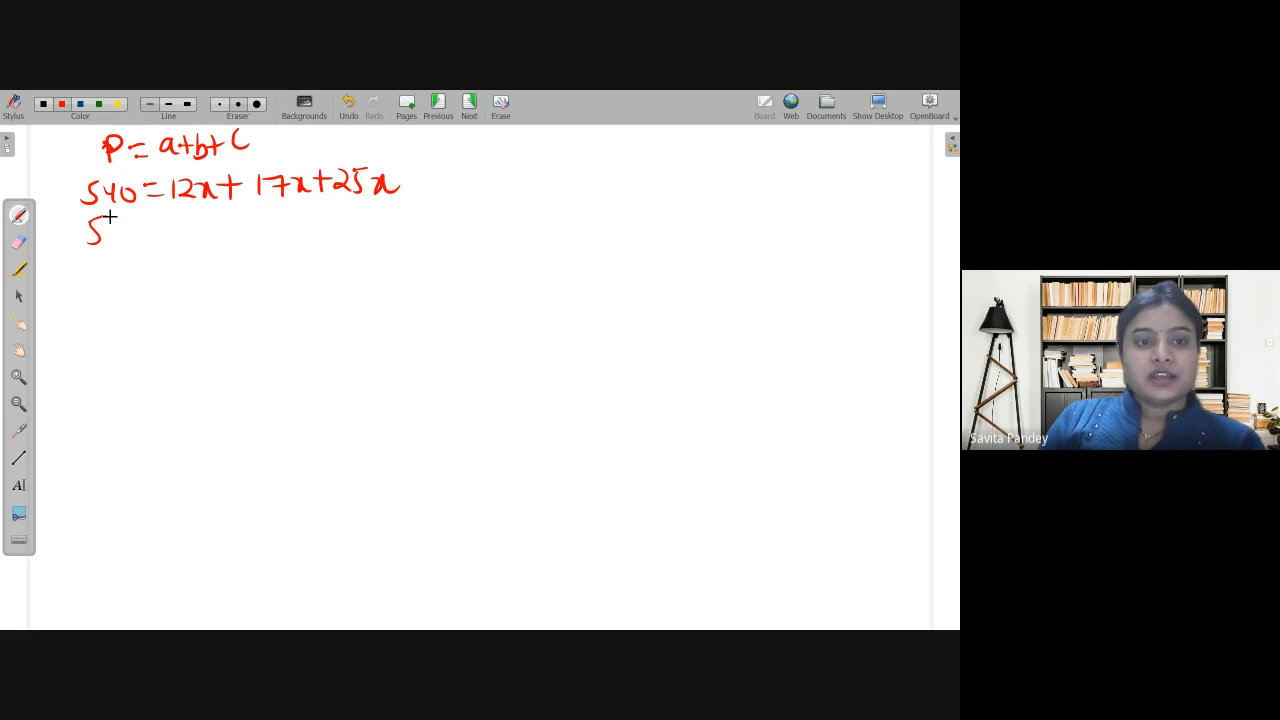 Stylus Color Line Eraser Backgrounds Undo Redo Pages Previous Next Erase Board Web Documents Show Desktop OpenBoard
P = a+b+c
540 = 12x + 17x + 25x
5
Savita Pandey